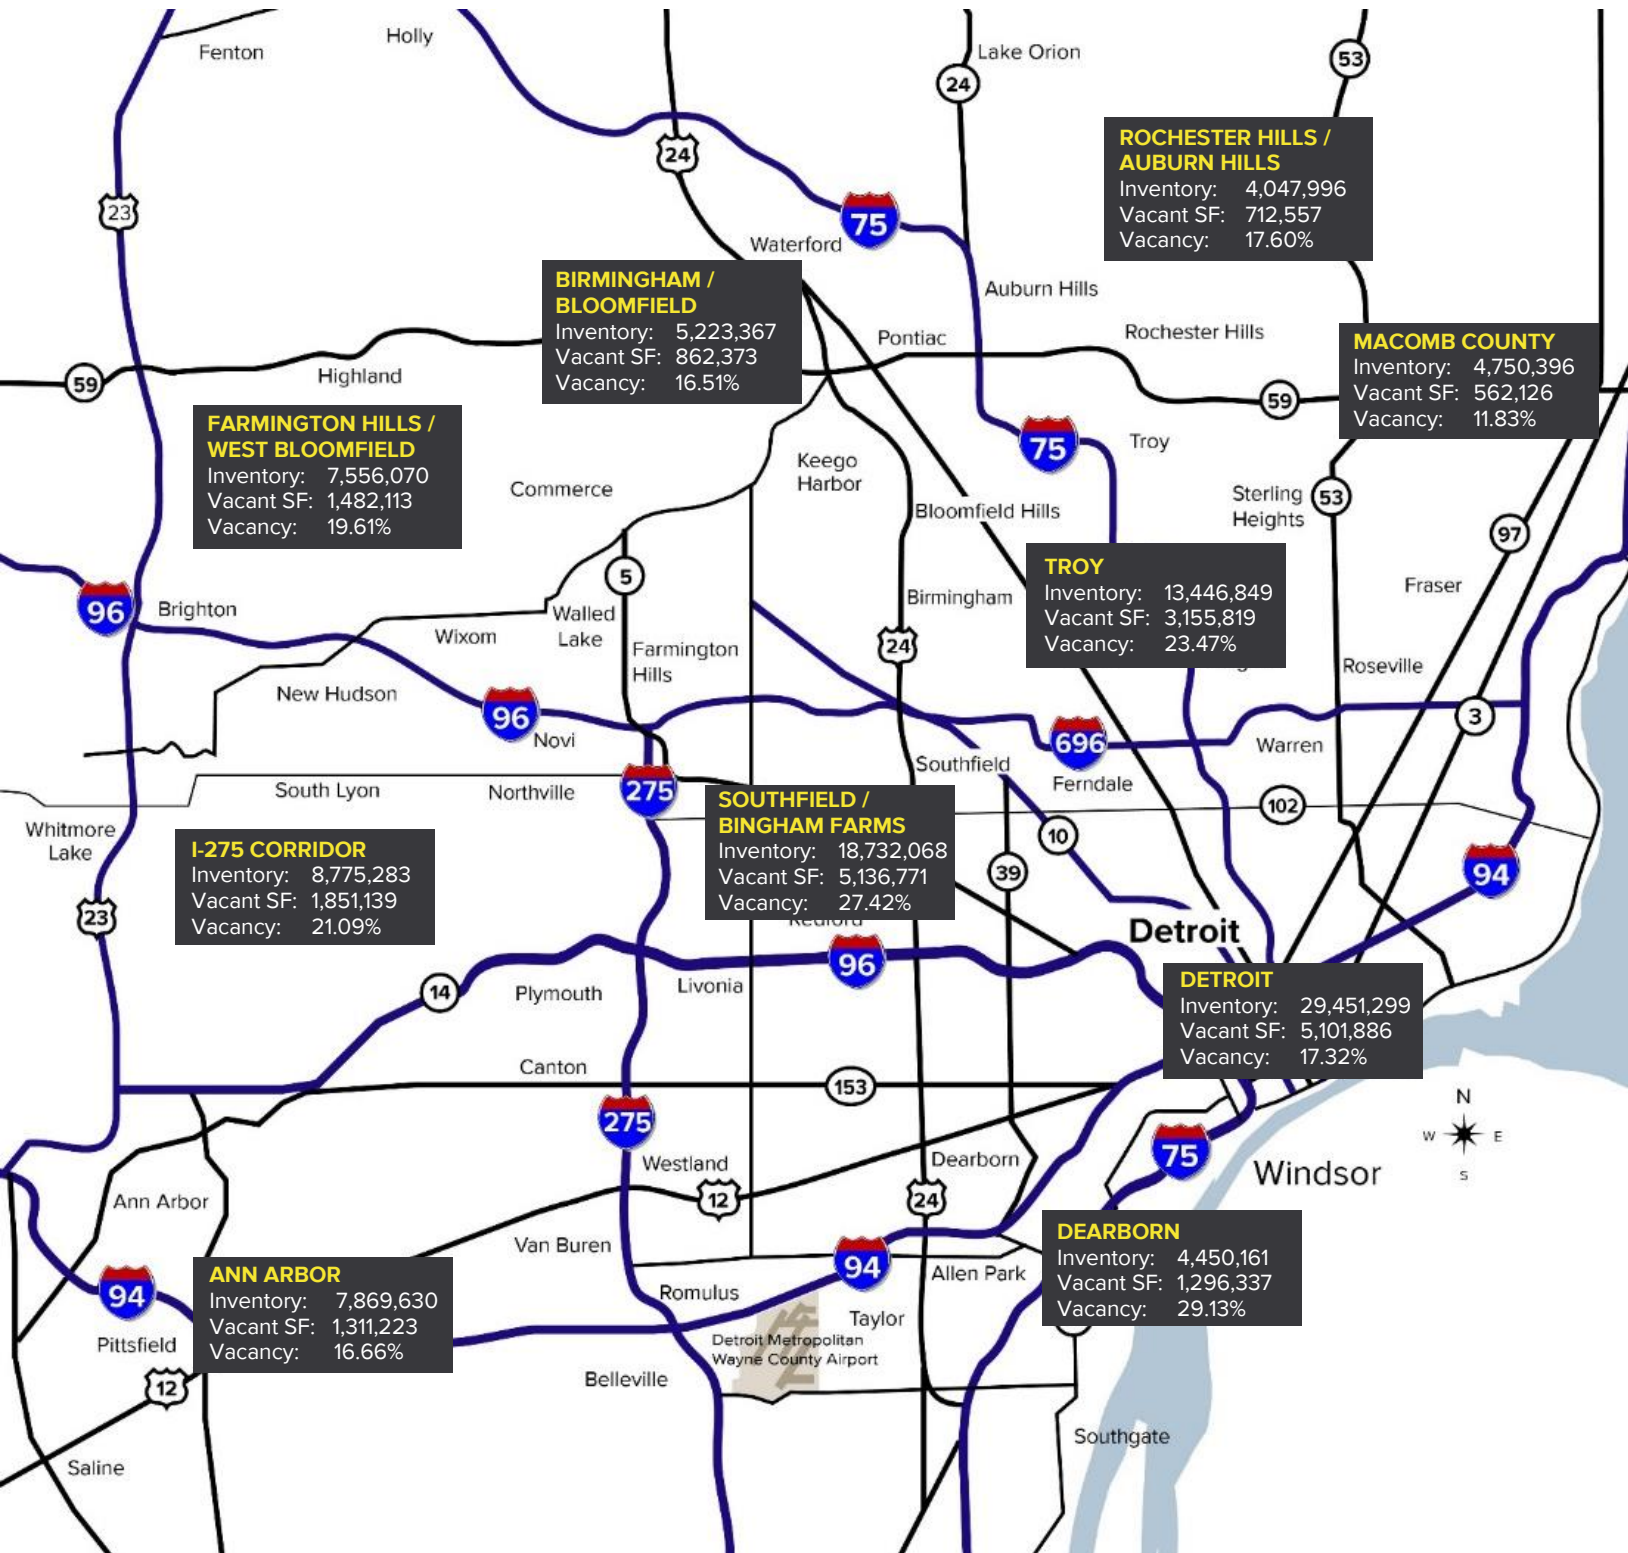 Fenton
Holly
Lake Orion
24
53
24
23
ROCHESTER HILLS /
AUBURN HILLS
Inventory: 4,047,996
Vacant SF: 712,557
Vacancy: 17.60%
75
Waterford
Auburn Hills
BIRMINGHAM /
BLOOMFIELD
Inventory: 5,223,367
Vacant SF: 862,373
Vacancy: 16.51%
Pontiac
Rochester Hills
MACOMB COUNTY
Inventory: 4,750,396
Vacant SF: 562,126
Vacancy: 11.83%
59
Highland
59
FARMINGTON HILLS /
WEST BLOOMFIELD
Inventory: 7,556,070
Vacant SF: 1,482,113
Vacancy: 19.61%
75
Troy
Keego
Harbor
Commerce
Sterling
Heights
53
Bloomfield Hills
97
TROY
Inventory: 13,446,849
Vacant SF: 3,155,819
Vacancy: 23.47%
5
Fraser
96
Brighton
Birmingham
Walled
Lake
Wixom
24
Farmington
Hills
Roseville
New Hudson
96
Novi
3
696
Warren
Southfield
Ferndale
South Lyon
Northville
275
102
SOUTHFIELD /
BINGHAM FARMS
Inventory: 18,732,068
Vacant SF: 5,136,771
Vacancy: 27.42%
Whitmore
Lake
10
I-275 CORRIDOR
Inventory: 8,775,283
Vacant SF: 1,851,139
Vacancy: 21.09%
39
94
23
Redford
Detroit
96
14
Plymouth
Livonia
DETROIT
Inventory: 29,451,299
Vacant SF: 5,101,886
Vacancy: 17.32%
Canton
153
275
N
W
E
S
75
Westland
Dearborn
Windsor
12
24
Ann Arbor
DEARBORN
Inventory: 4,450,161
Vacant SF: 1,296,337
Vacancy: 29.13%
Van Buren
94
Allen Park
ANN ARBOR
Inventory: 7,869,630
Vacant SF: 1,311,223
Vacancy: 16.66%
94
Romulus
Taylor
Pittsfield
Detroit Metropolitan
Wayne County Airport
Belleville
12
Southgate
Saline